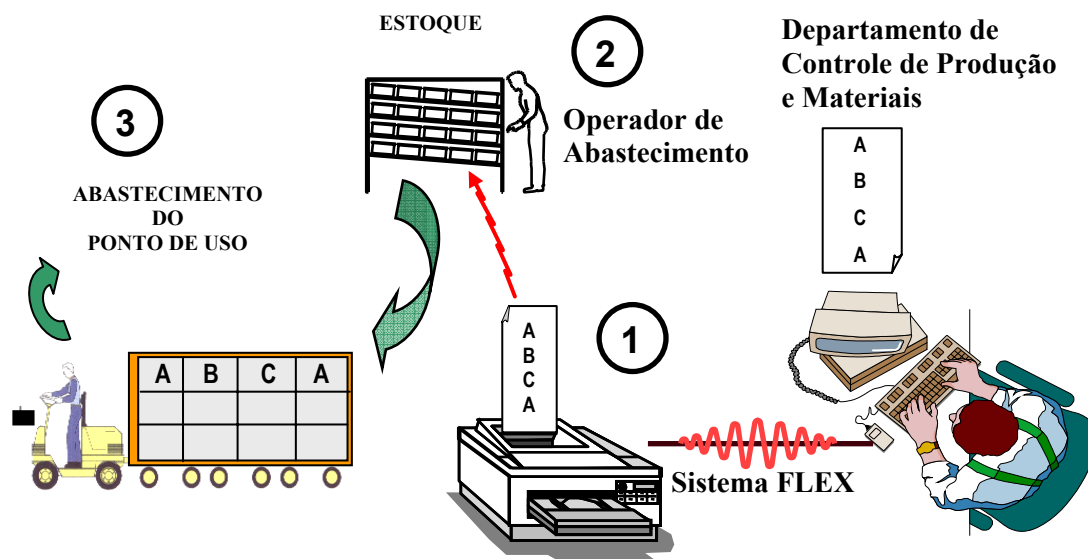 ESTOQUE
2
Operador de
Abastecimento
Departamento de
Controle de Produção
e Materiais
A
B
C
A
3
ABASTECIMENTO
DO
PONTO DE USO
1
A
B
C
A
A B C A
Sistema FLEX